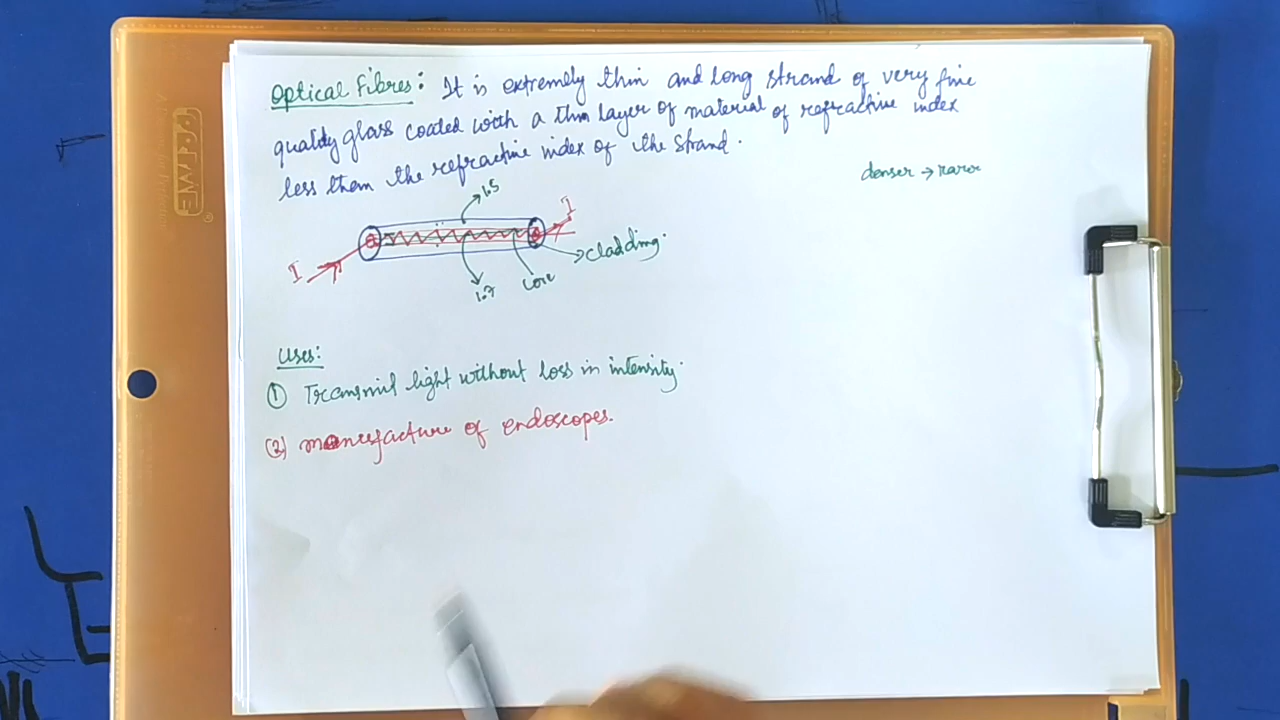 Optical Fibres: It is extremely thin and long strand of very fine
quality glass coated with a thin layer of material of refractive index
less than the refractive index of the strand.
denser → rarer
1.5
I
I
cladding.
core
1.7
Uses:
① Transmit light without loss in intensity.
(2) manufacture of endoscopes.